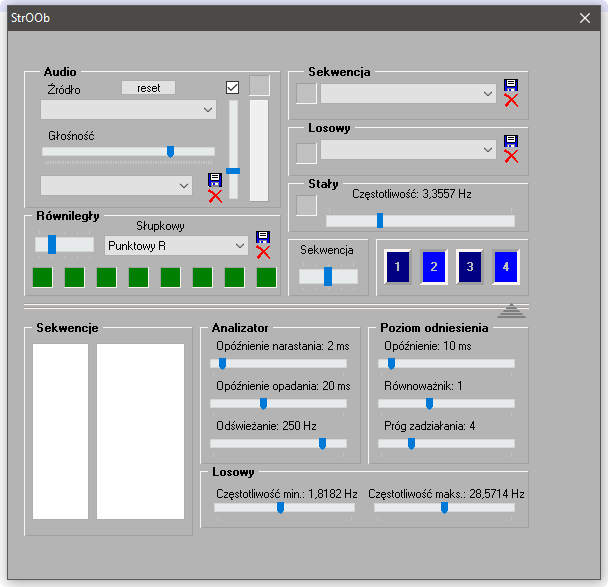 StrOOb
Audio
Źródło
reset
Głośność
Sekwencja
Losowy
Stały
Częstotliwość: 3,3557 Hz
Równiległy
Słupkowy
Punktowy R
Sekwencja
1
2
3
4
Sekwencje
Analizator
Opóźnienie narastania: 2 ms
Opóźnienie opadania: 20 ms
Odświeżanie: 250 Hz
Poziom odniesienia
Opóźnienie: 10 ms
Równoważnik: 1
Próg zadziałania: 4
Losowy
Częstotliwość min.: 1,8182 Hz
Częstotliwość maks.: 28,5714 Hz